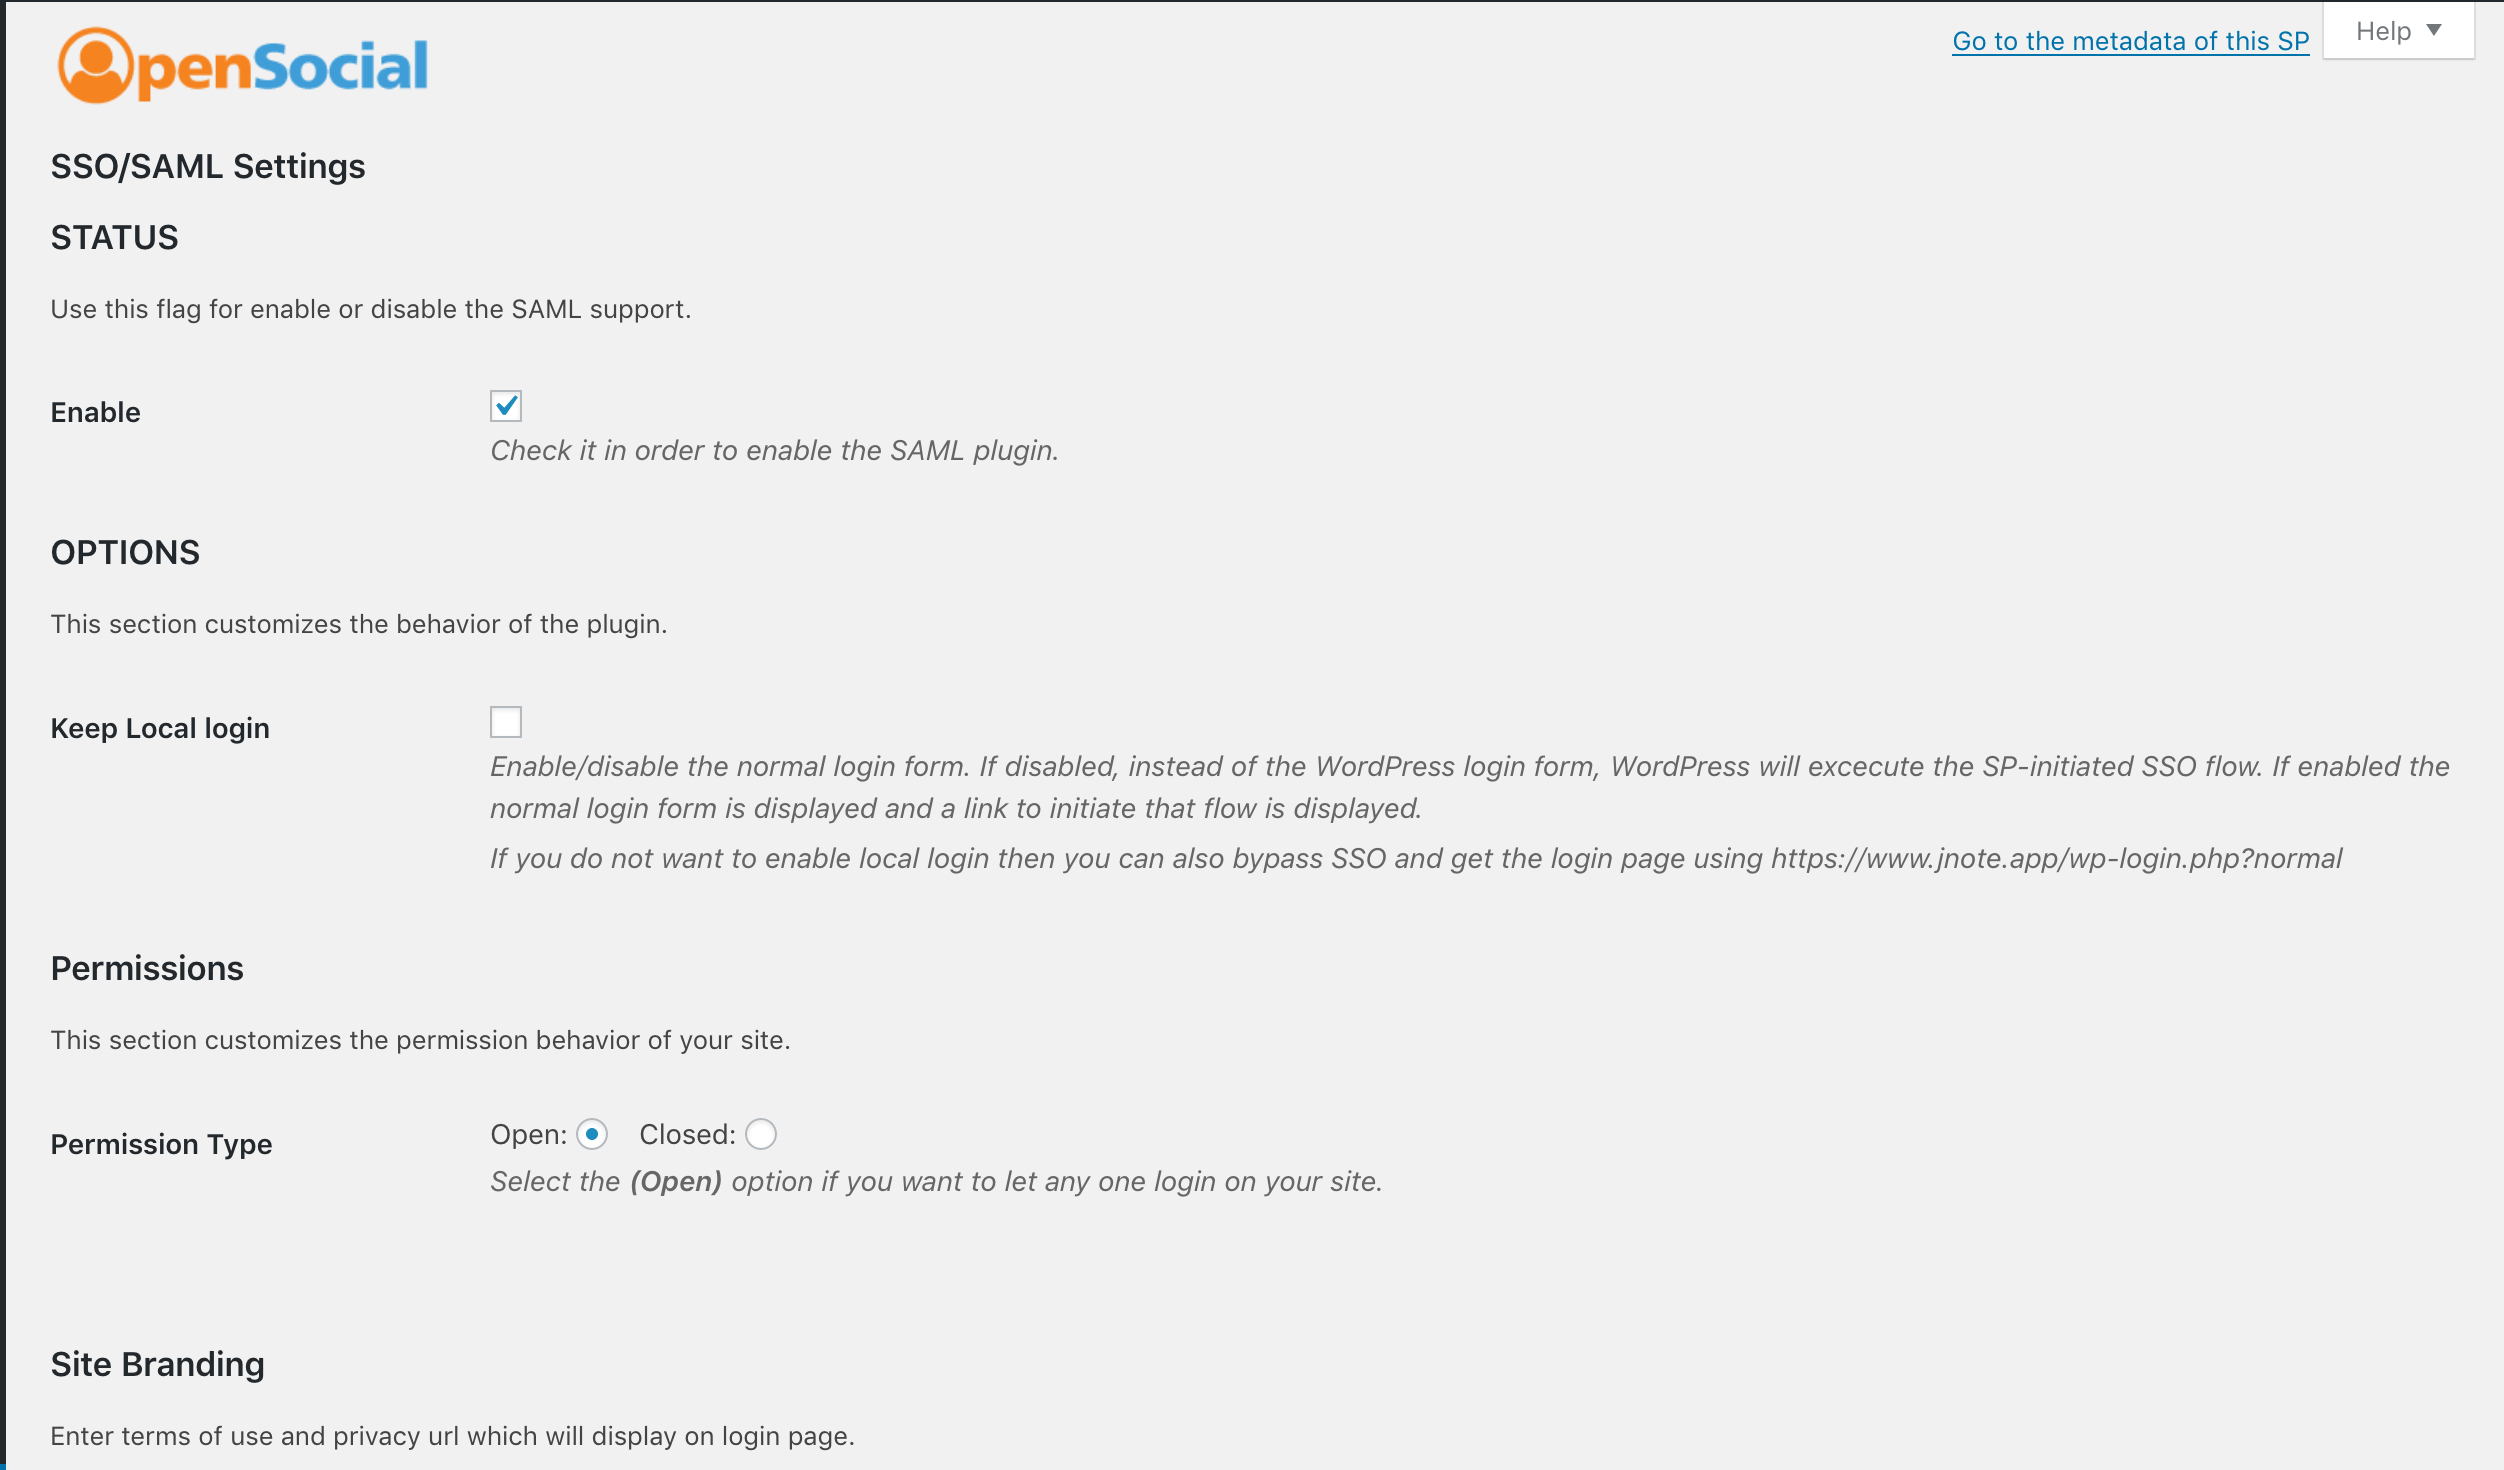 OpenSocial
Go to the metadata of this SP
Help ▼
SSO/SAML Settings
STATUS
Use this flag for enable or disable the SAML support.
Enable
Check it in order to enable the SAML plugin.
OPTIONS
This section customizes the behavior of the plugin.
Keep Local login
Enable/disable the normal login form. If disabled, instead of the WordPress login form, WordPress will excecute the SP-initiated SSO flow. If enabled the
normal login form is displayed and a link to initiate that flow is displayed.
If you do not want to enable local login then you can also bypass SSO and get the login page using https://www.jnote.app/wp-login.php?normal
Permissions
This section customizes the permission behavior of your site.
Permission Type
Open: Closed:
Select the (Open) option if you want to let any one login on your site.
Site Branding
Enter terms of use and privacy url which will display on login page.